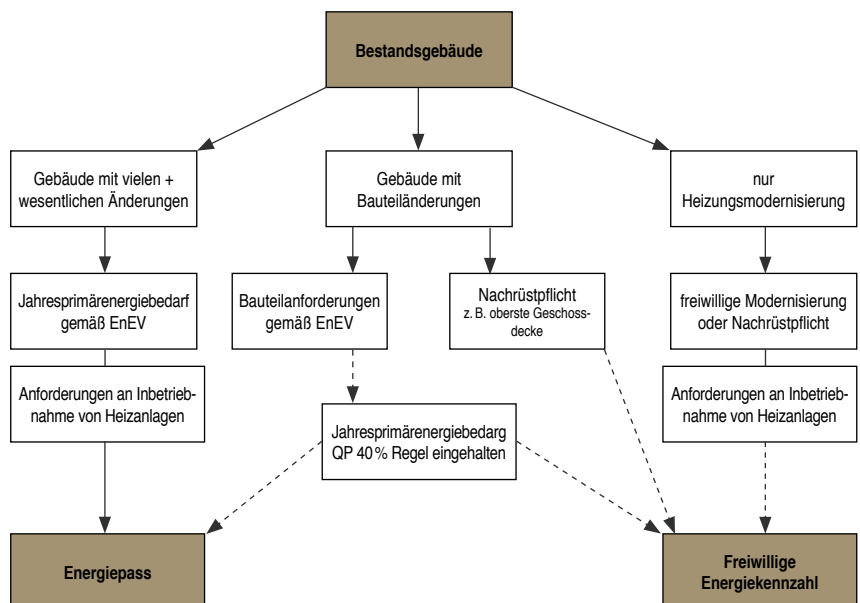 Bestandsgebäude
Gebäude mit vielen +
wesentlichen Änderungen
Gebäude mit
Bauteiländerungen
nur
Heizungsmodernisierung
Jahresprimärenergiebedarf
gemäß EnEV
Bauteilanforderungen
gemäß EnEV
Nachrüstpflicht
z. B. oberste Geschoss-
decke
freiwillige Modernisierung
oder Nachrüstpflicht
Anforderungen an Inbetrieb-
nahme von Heizanlagen
Jahresprimärenergiebedarg
QP 40 % Regel eingehalten
Anforderungen an Inbetrieb-
nahme von Heizanlagen
Energiepass
Freiwillige
Energiekennzahl